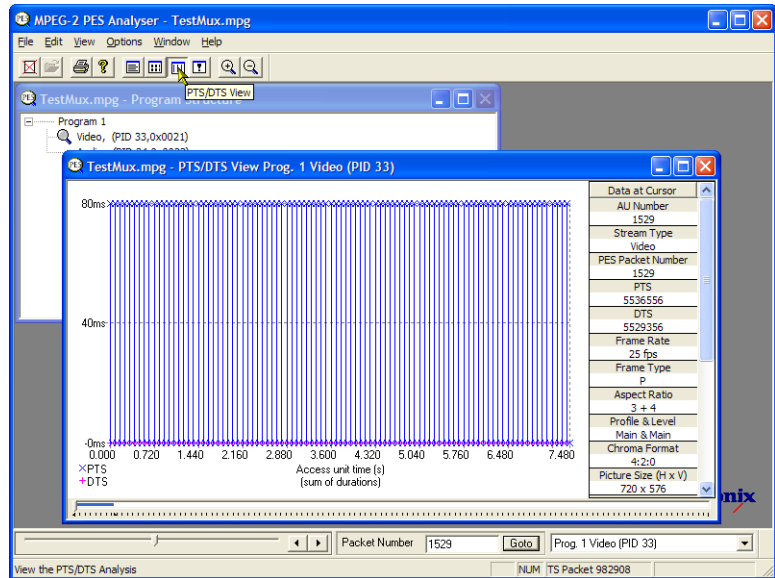 MPEG-2 PES Analyser - TestMux.mpg
File Edit View Options Window Help
PTS/DTS View
TestMux.mpg - Program
Program 1
Video, (PID 33,0x0021)
TestMux.mpg - PTS/DTS View Prog. 1 Video (PID 33)
80ms
40ms
-0ms
0.000 0.720 1.440 2.160 2.880 3.600 4.320 5.040 5.760 6.480 7.480
×PTS
+DTS
Access unit time (s)
(sum of durations)
Data at Cursor
AU Number
1529
Stream Type
Video
PES Packet Number
1529
PTS
5536556
DTS
5529356
Frame Rate
25 fps
Frame Type
P
Aspect Ratio
3 ÷ 4
Profile & Level
Main & Main
Chroma Format
4:2:0
Picture Size (H x V)
720 x 576
nix
Packet Number 1529 Goto Prog. 1 Video (PID 33)
View the PTS/DTS Analysis NUM TS Packet 982908